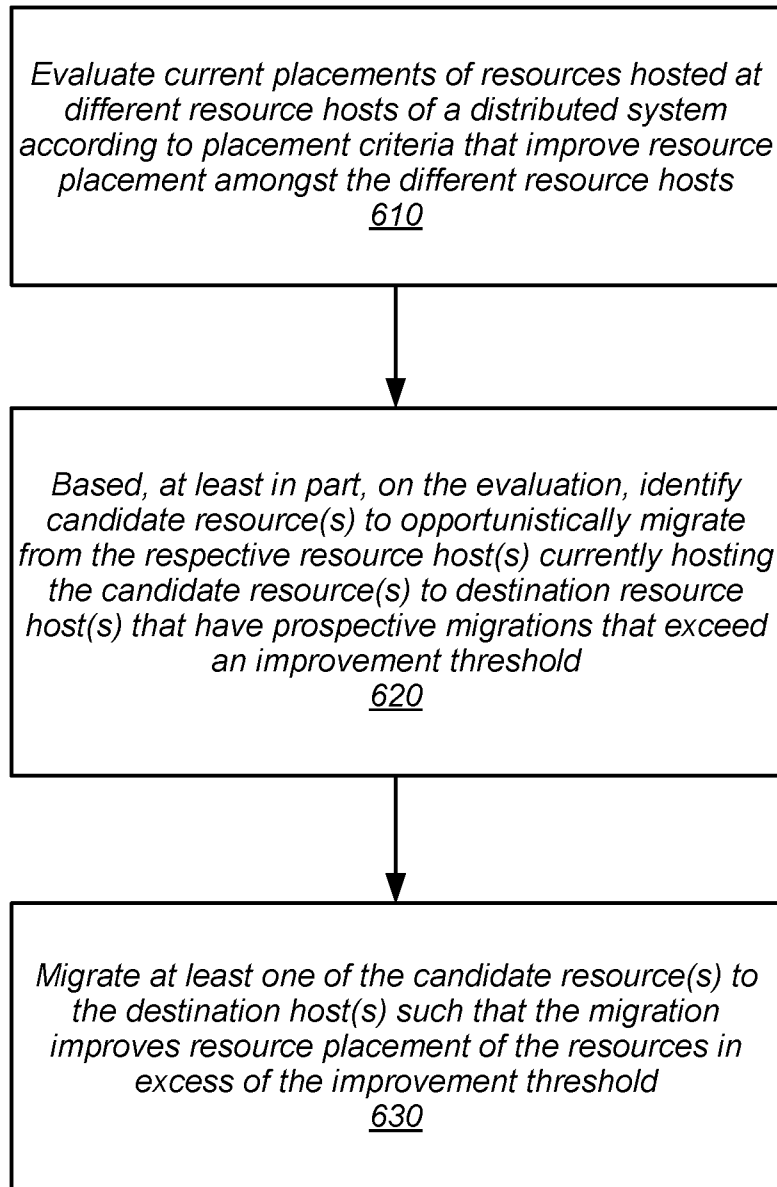 Evaluate current placements of resources hosted at
different resource hosts of a distributed system
according to placement criteria that improve resource
placement amongst the different resource hosts
610
Based, at least in part, on the evaluation, identify
candidate resource(s) to opportunistically migrate
from the respective resource host(s) currently hosting
the candidate resource(s) to destination resource
host(s) that have prospective migrations that exceed
an improvement threshold
620
Migrate at least one of the candidate resource(s) to
the destination host(s) such that the migration
improves resource placement of the resources in
excess of the improvement threshold
630